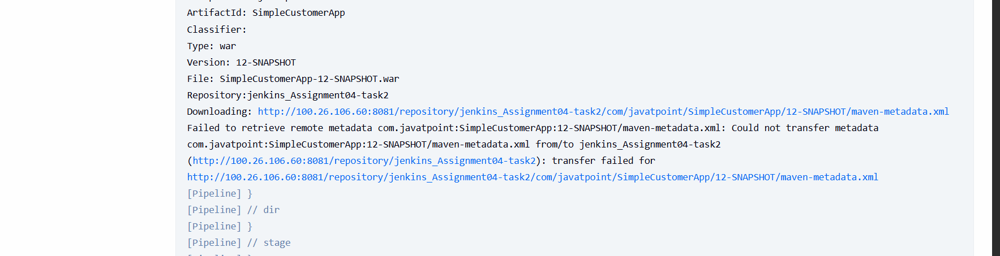 ArtifactId: SimpleCustomerApp
Classifier:
Type: war
Version: 12-SNAPSHOT
File: SimpleCustomerApp-12-SNAPSHOT.war
Repository:jenkins_Assignment04-task2
Downloading: http://100.26.106.60:8081/repository/jenkins_Assignment04-task2/com/javatpoint/SimpleCustomerApp/12-SNAPSHOT/maven-metadata.xml
Failed to retrieve remote metadata com.javatpoint:SimpleCustomerApp:12-SNAPSHOT/maven-metadata.xml: Could not transfer metadata
com.javatpoint:SimpleCustomerApp:12-SNAPSHOT/maven-metadata.xml from/to jenkins_Assignment04-task2
(http://100.26.106.60:8081/repository/jenkins_Assignment04-task2): transfer failed for
http://100.26.106.60:8081/repository/jenkins_Assignment04-task2/com/javatpoint/SimpleCustomerApp/12-SNAPSHOT/maven-metadata.xml
[Pipeline] }
[Pipeline] // dir
[Pipeline] }
[Pipeline] // stage